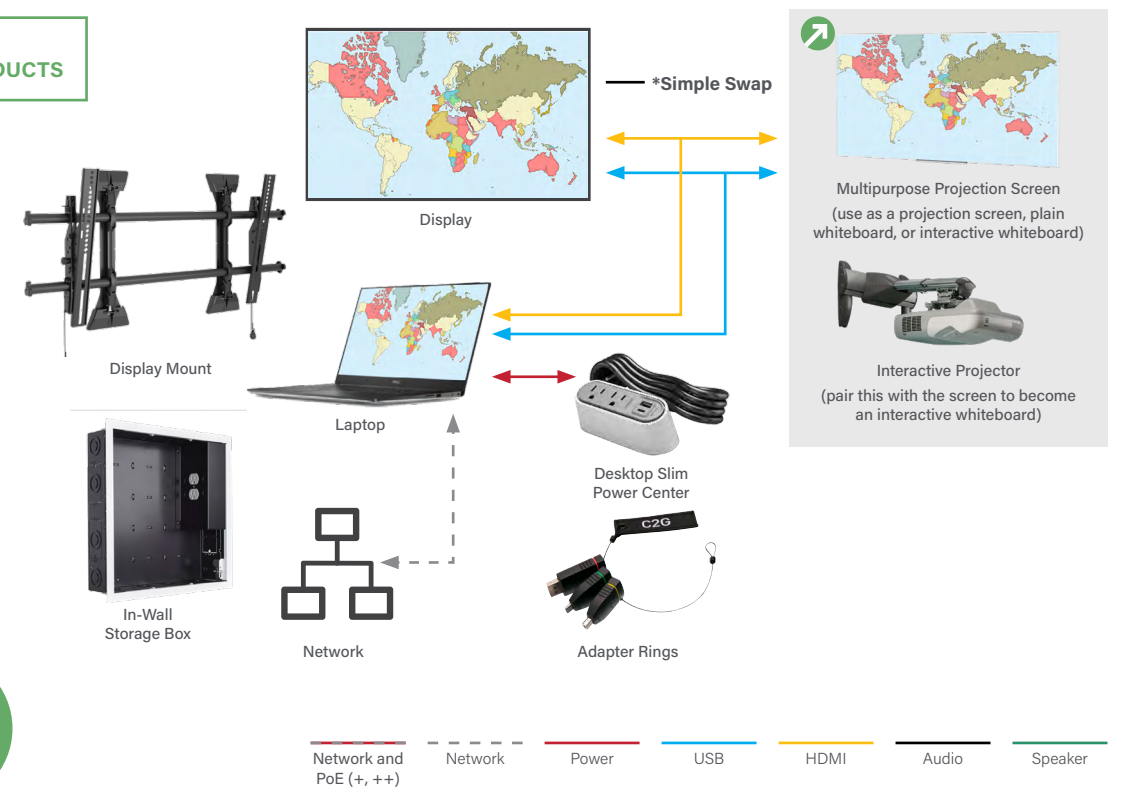 DUCTS
*Simple Swap
Display
Multipurpose Projection Screen
(use as a projection screen, plain
whiteboard, or interactive whiteboard)
Display Mount
Laptop
Interactive Projector
(pair this with the screen to become
an interactive whiteboard)
Desktop Slim
Power Center
C2G
In-Wall
Storage Box
Network
Adapter Rings
Network and
PoE (+, ++)
Network
Power
USB
HDMI
Audio
Speaker